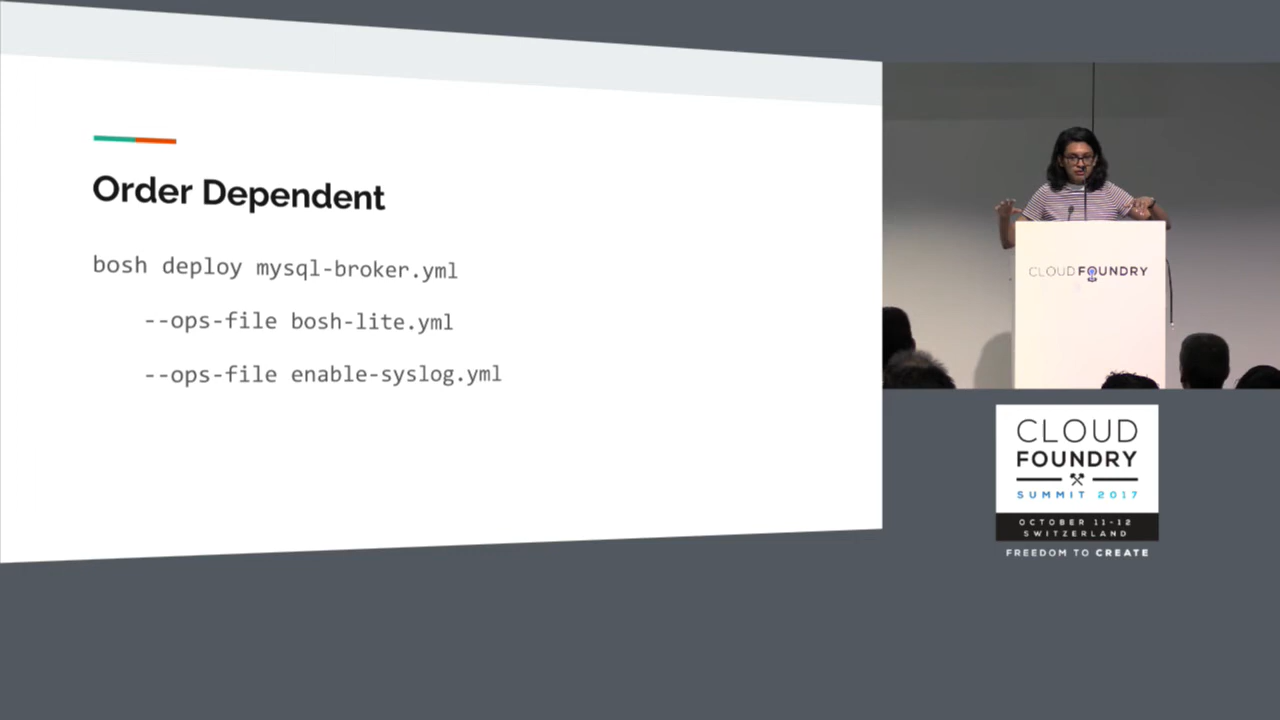 Order Dependent
bosh deploy mysql-broker.yml
--ops-file bosh-lite.yml
--ops-file enable-syslog.yml
CLOUD FOUNDRY
CLOUD
FOUNDRY
SUMMIT 2017
OCTOBER 11-12
SWITZERLAND
FREEDOM TO CREATE